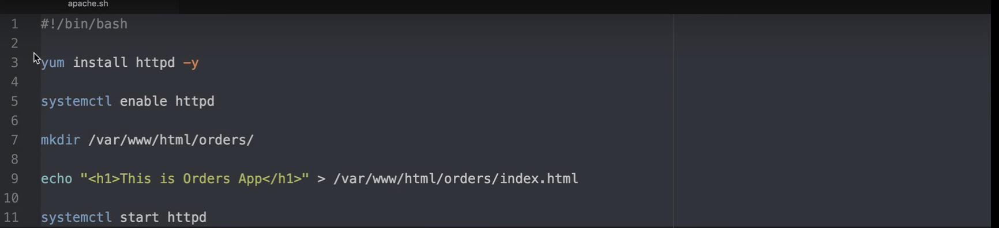 apache.sh
1 #!/bin/bash
2
3 yum install httpd -y
4
5 systemctl enable httpd
6
7 mkdir /var/www/html/orders/
8
9 echo "<h1>This is Orders App</h1>" > /var/www/html/orders/index.html
10
11 systemctl start httpd